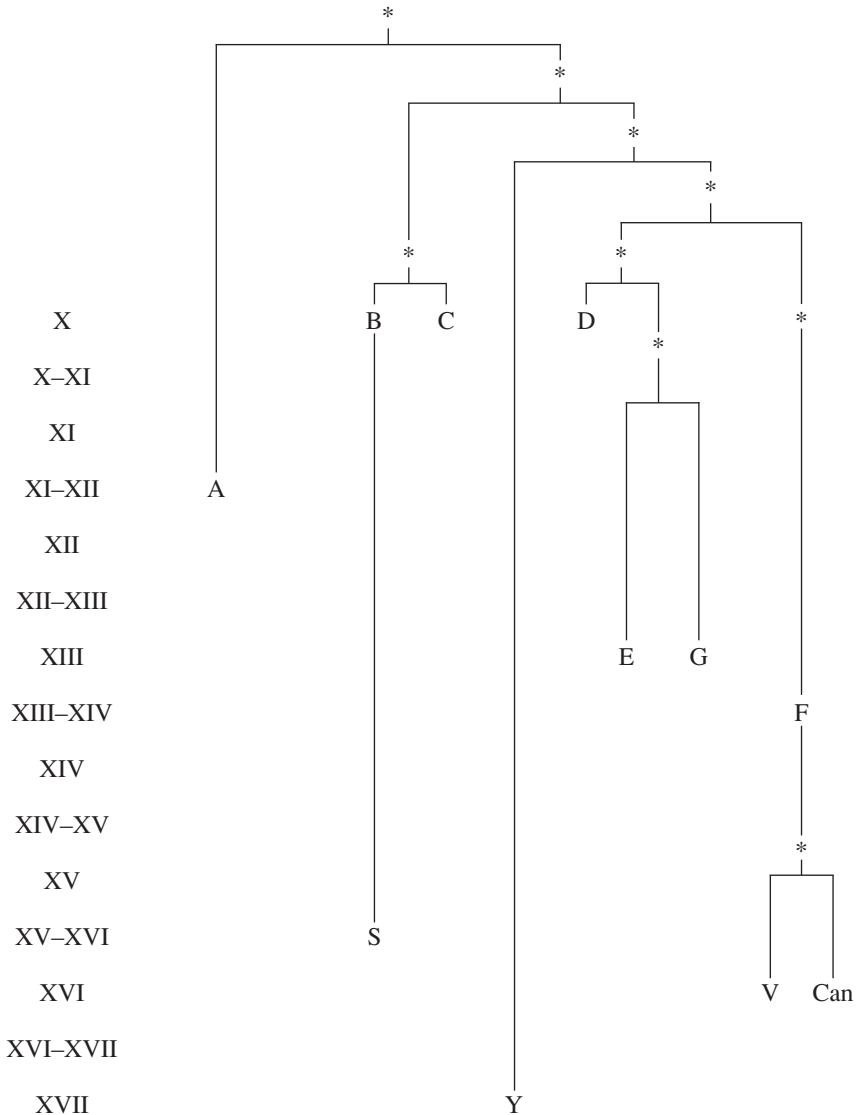 *
*
*
*
* *
X B C D *
*
X–XI
XI
XI–XII A
XII
XII–XIII
XIII E G
XIII–XIV F
XIV
XIV–XV
*
XV
XV–XVI S
XVI V Can
XVI–XVII
XVII Y